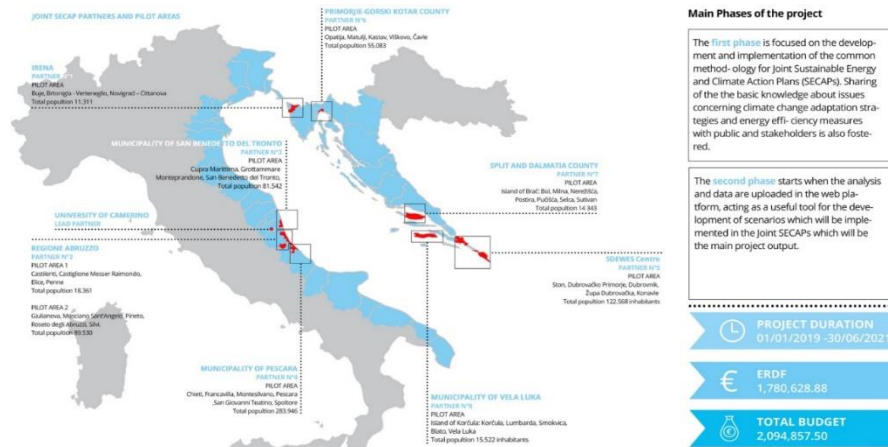 JOINT SECAP PARTNERS AND PILOT AREAS
PRIMORJE-GORSKI KOTAR COUNTY
PARTNER N°6
PILOT AREA
Opatija, Matulji, Kastav, Viškovo, Čavle
Total popultion 55.083
IRENA
PILOT AREA
Buje, Brtonigla - Verteneglio, Novigrad – Cittanova
Total population 11.311
MUNICIPALITY OF SAN BENEDETTO DEL TRONTO
PARTNER N°3
PILOT AREA
Cupra Marittima, Grottammare
Monteprandone, San Benedetto del Tronto,
Total popultion 81.542
SPLIT AND DALMATIA COUNTY
PARTNER N°7
PILOT AREA
Island of Brač: Bol, Milna, Nerežišća,
Postira, Pučišća, Selca, Sutivan
Total popultion 14 343
UNIVERSITY OF CAMERINO
LEAD PARTNER
REGIONE ABRUZZO
PARTNER N°2
PILOT AREA 1
Castilenti, Castiglione Messer Raimondo,
Elice, Penne
Total popultion 18.361
PILOT AREA 2
Giulianova, Mosciano Sant'Angelo, Pineto,
Roseto degli Abruzzi, Silvi.
Total popultion 89.530
SDEWES Centre
PILOT AREA
Ston, Dubrovačko Primorje, Dubrovnik,
Župa Dubrovačka, Konavle
Total popultion 122.568 inhabitants
MUNICIPALITY OF PESCARA
PARTNER N°4
PILOT AREA
Chieti, Francavilla, Montesilvano, Pescara
,San Giovanni Teatino, Spoltore
Total popultion 283.946
MUNICIPALITY OF VELA LUKA
PILOT AREA
Island of Korčula: Korčula, Lumbarda, Smokvica,
Blato, Vela Luka
Total popultion 15.522 inhabitants
Main Phases of the project
The first phase is focused on the develop-
ment and implementation of the common
method- ology for Joint Sustainable Energy
and Climate Action Plans (SECAPs). Sharing
of the the basic knowledge about issues
concerning climate change adaptation stra-
tegies and energy effi- ciency measures
with public and stakeholders is also foste-
red.
The second phase starts when the analysis
and data are uploaded in the web pla-
tform, acting as a useful tool for the deve-
lopment of scenarios which will be imple-
mented in the Joint SECAPs which will be
the main project output.
PROJECT DURATION
01/01/2019 -30/06/2021
€
ERDF
1,780,628.88
TOTAL BUDGET
2,094,857.50